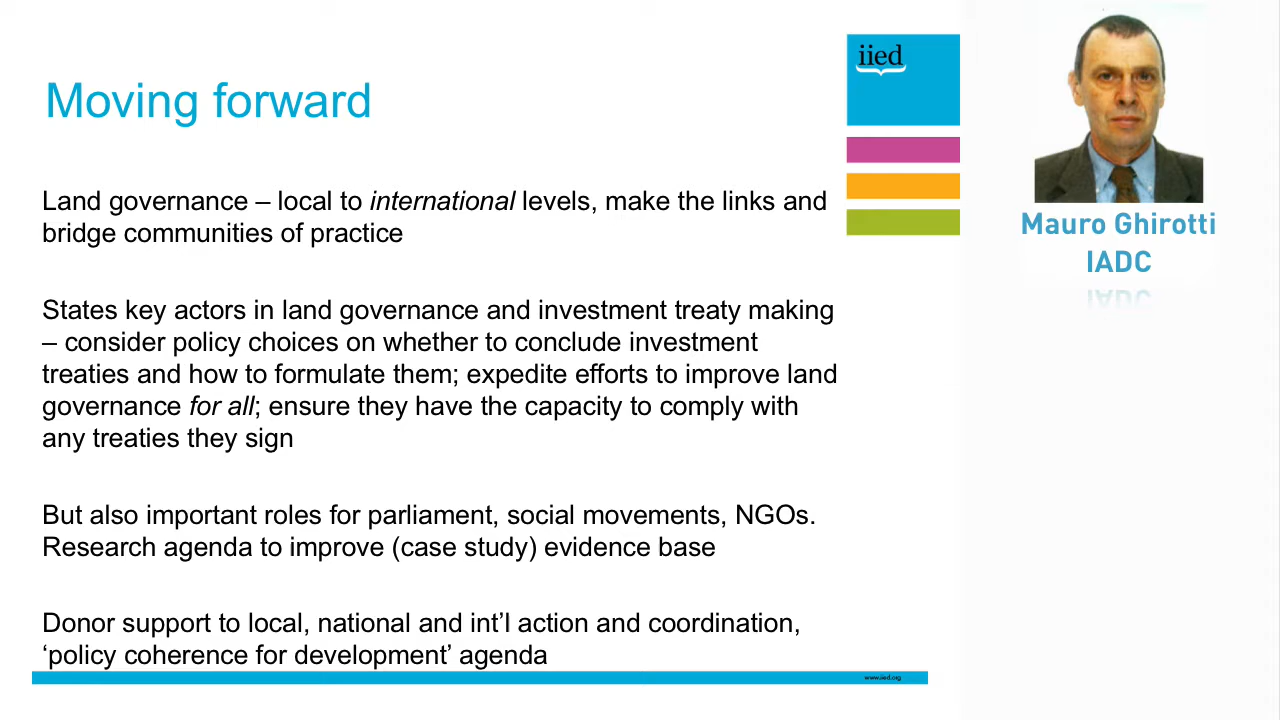 iied
Moving forward
Land governance – local to international levels, make the links and
bridge communities of practice
States key actors in land governance and investment treaty making
– consider policy choices on whether to conclude investment
treaties and how to formulate them; expedite efforts to improve land
governance for all; ensure they have the capacity to comply with
any treaties they sign
But also important roles for parliament, social movements, NGOs.
Research agenda to improve (case study) evidence base
Donor support to local, national and int’l action and coordination,
‘policy coherence for development’ agenda
www.iied.org
Mauro Ghirotti
IADC